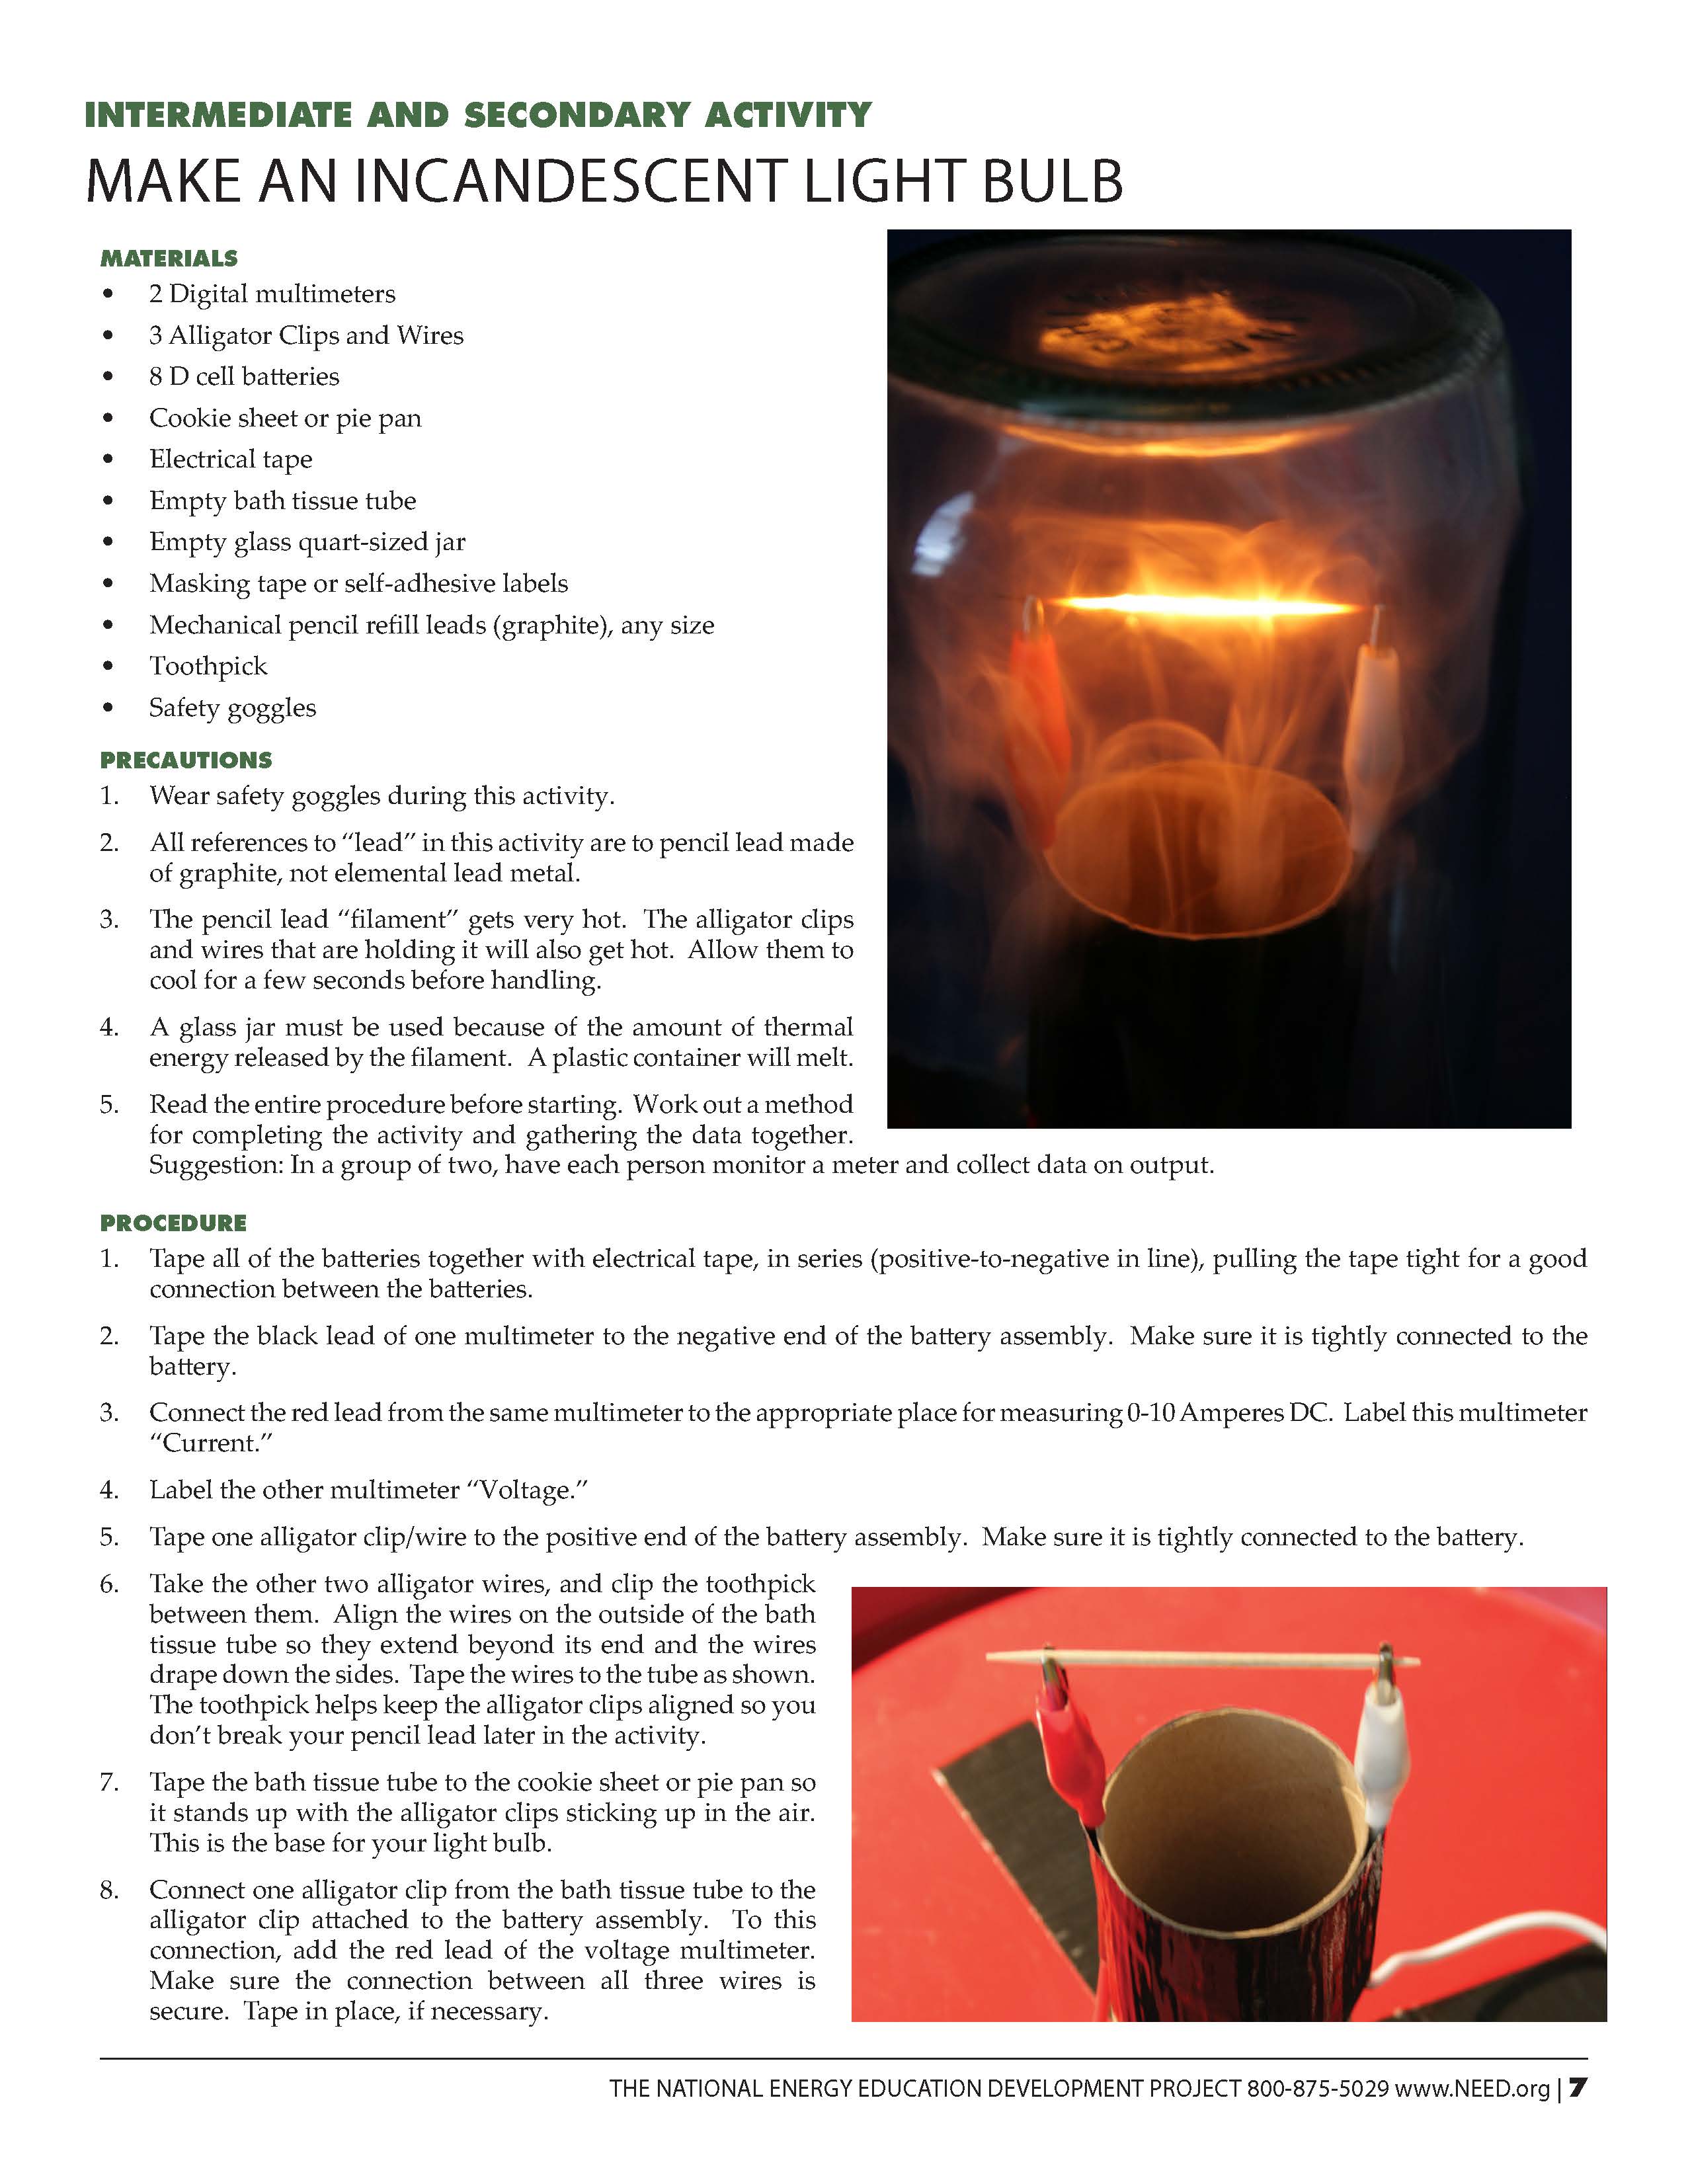 INTERMEDIATE AND SECONDARY ACTIVITY
MAKE AN INCANDESCENT LIGHT BULB
MATERIALS
• 2 Digital multimeters
• 3 Alligator Clips and Wires
• 8 D cell batteries
• Cookie sheet or pie pan
• Electrical tape
• Empty bath tissue tube
• Empty glass quart-sized jar
• Masking tape or self-adhesive labels
• Mechanical pencil refill leads (graphite), any size
• Toothpick
• Safety goggles
PRECAUTIONS
1. Wear safety goggles during this activity.
2. All references to “lead” in this activity are to pencil lead made
of graphite, not elemental lead metal.
3. The pencil lead “filament” gets very hot. The alligator clips
and wires that are holding it will also get hot. Allow them to
cool for a few seconds before handling.
4. A glass jar must be used because of the amount of thermal
energy released by the filament. A plastic container will melt.
5. Read the entire procedure before starting. Work out a method
for completing the activity and gathering the data together.
Suggestion: In a group of two, have each person monitor a meter and collect data on output.
PROCEDURE
1. Tape all of the batteries together with electrical tape, in series (positive-to-negative in line), pulling the tape tight for a good
connection between the batteries.
2. Tape the black lead of one multimeter to the negative end of the battery assembly. Make sure it is tightly connected to the
battery.
3. Connect the red lead from the same multimeter to the appropriate place for measuring 0-10 Amperes DC. Label this multimeter
“Current.”
4. Label the other multimeter “Voltage.”
5. Tape one alligator clip/wire to the positive end of the battery assembly. Make sure it is tightly connected to the battery.
6. Take the other two alligator wires, and clip the toothpick
between them. Align the wires on the outside of the bath
tissue tube so they extend beyond its end and the wires
drape down the sides. Tape the wires to the tube as shown.
The toothpick helps keep the alligator clips aligned so you
don’t break your pencil lead later in the activity.
7. Tape the bath tissue tube to the cookie sheet or pie pan so
it stands up with the alligator clips sticking up in the air.
This is the base for your light bulb.
8. Connect one alligator clip from the bath tissue tube to the
alligator clip attached to the battery assembly. To this
connection, add the red lead of the voltage multimeter.
Make sure the connection between all three wires is
secure. Tape in place, if necessary.
THE NATIONAL ENERGY EDUCATION DEVELOPMENT PROJECT 800-875-5029 www.NEED.org | 7